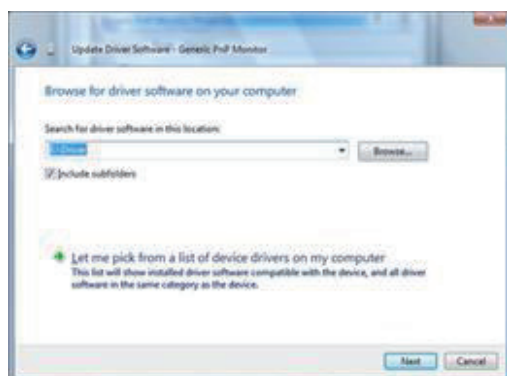 Update Driver Software - Generic PnP Monitor
Browse for driver software on your computer
Search for driver software in this location:
Browse...
Include subfolders
Let me pick from a list of device drivers on my computer
This list will show installed driver software compatible with the device, and all driver
software in the same category as the device.
Next Cancel